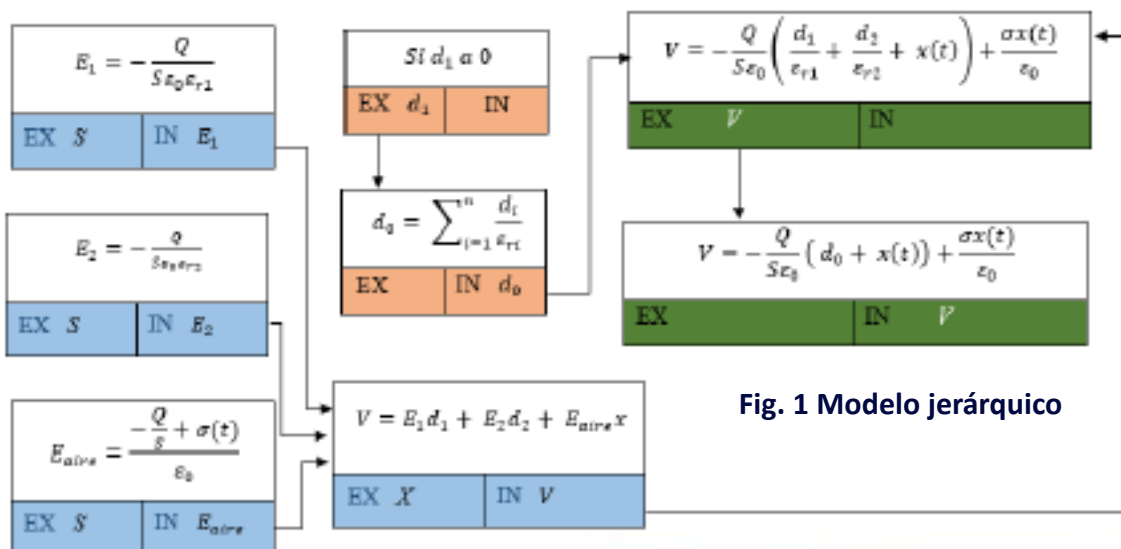 E₁ = − Q / Sε₀ε_r1
EX S IN E₁
E₂ = − Q / Sε₀ε_r2
EX S IN E₂
E_aire = (− Q/S + σ(t)) / ε₀
EX S IN E_aire
Si d₁ a 0
EX d₁ IN
d₀ = ∑_{i=1}^{n} d_i / ε_ri
EX IN d₀
V = E₁d₁ + E₂d₂ + E_aire x
EX X IN V
V = − Q/Sε₀ ( d₁/ε_r1 + d₂/ε_r2 + x(t) ) + σx(t)/ε₀
EX V IN
V = − Q/Sε₀ ( d₀ + x(t)) + σx(t)/ε₀
EX IN V
Fig. 1 Modelo jerárquico